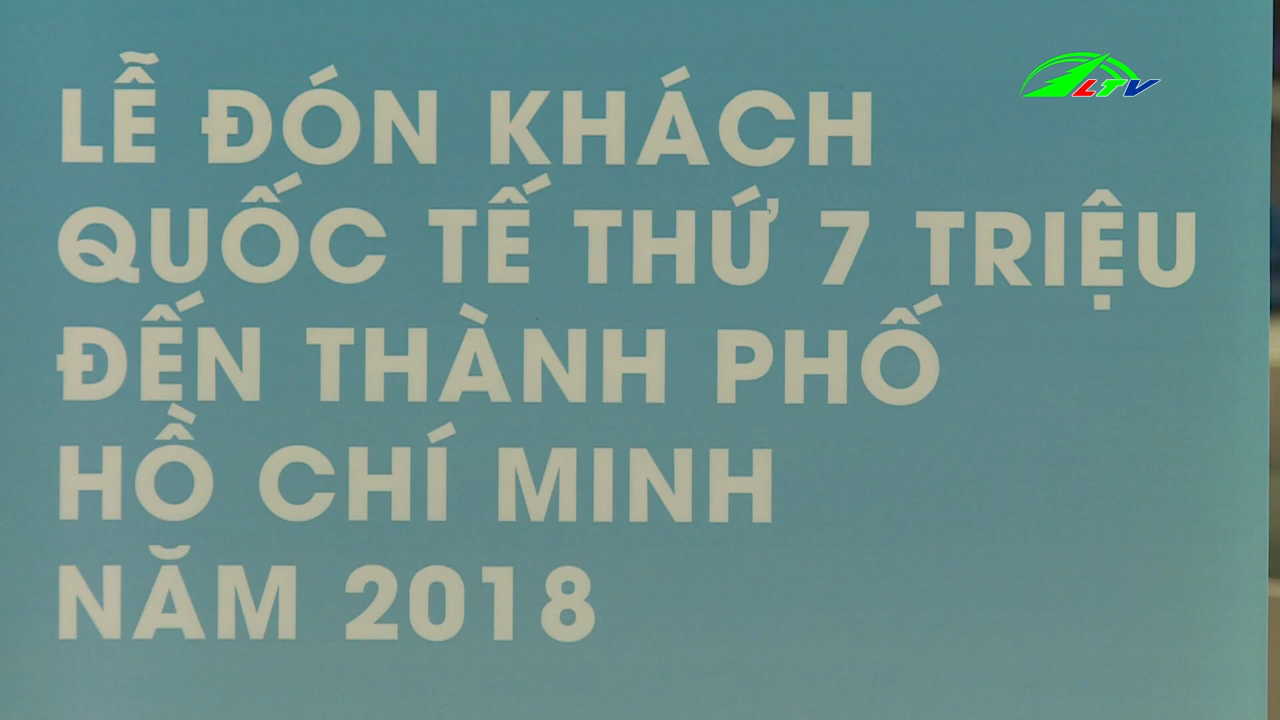 LTV
LỄ ĐÓN KHÁCH
QUỐC TẾ THỨ 7 TRIỆU
ĐẾN THÀNH PHỐ
HỒ CHÍ MINH
NĂM 2018